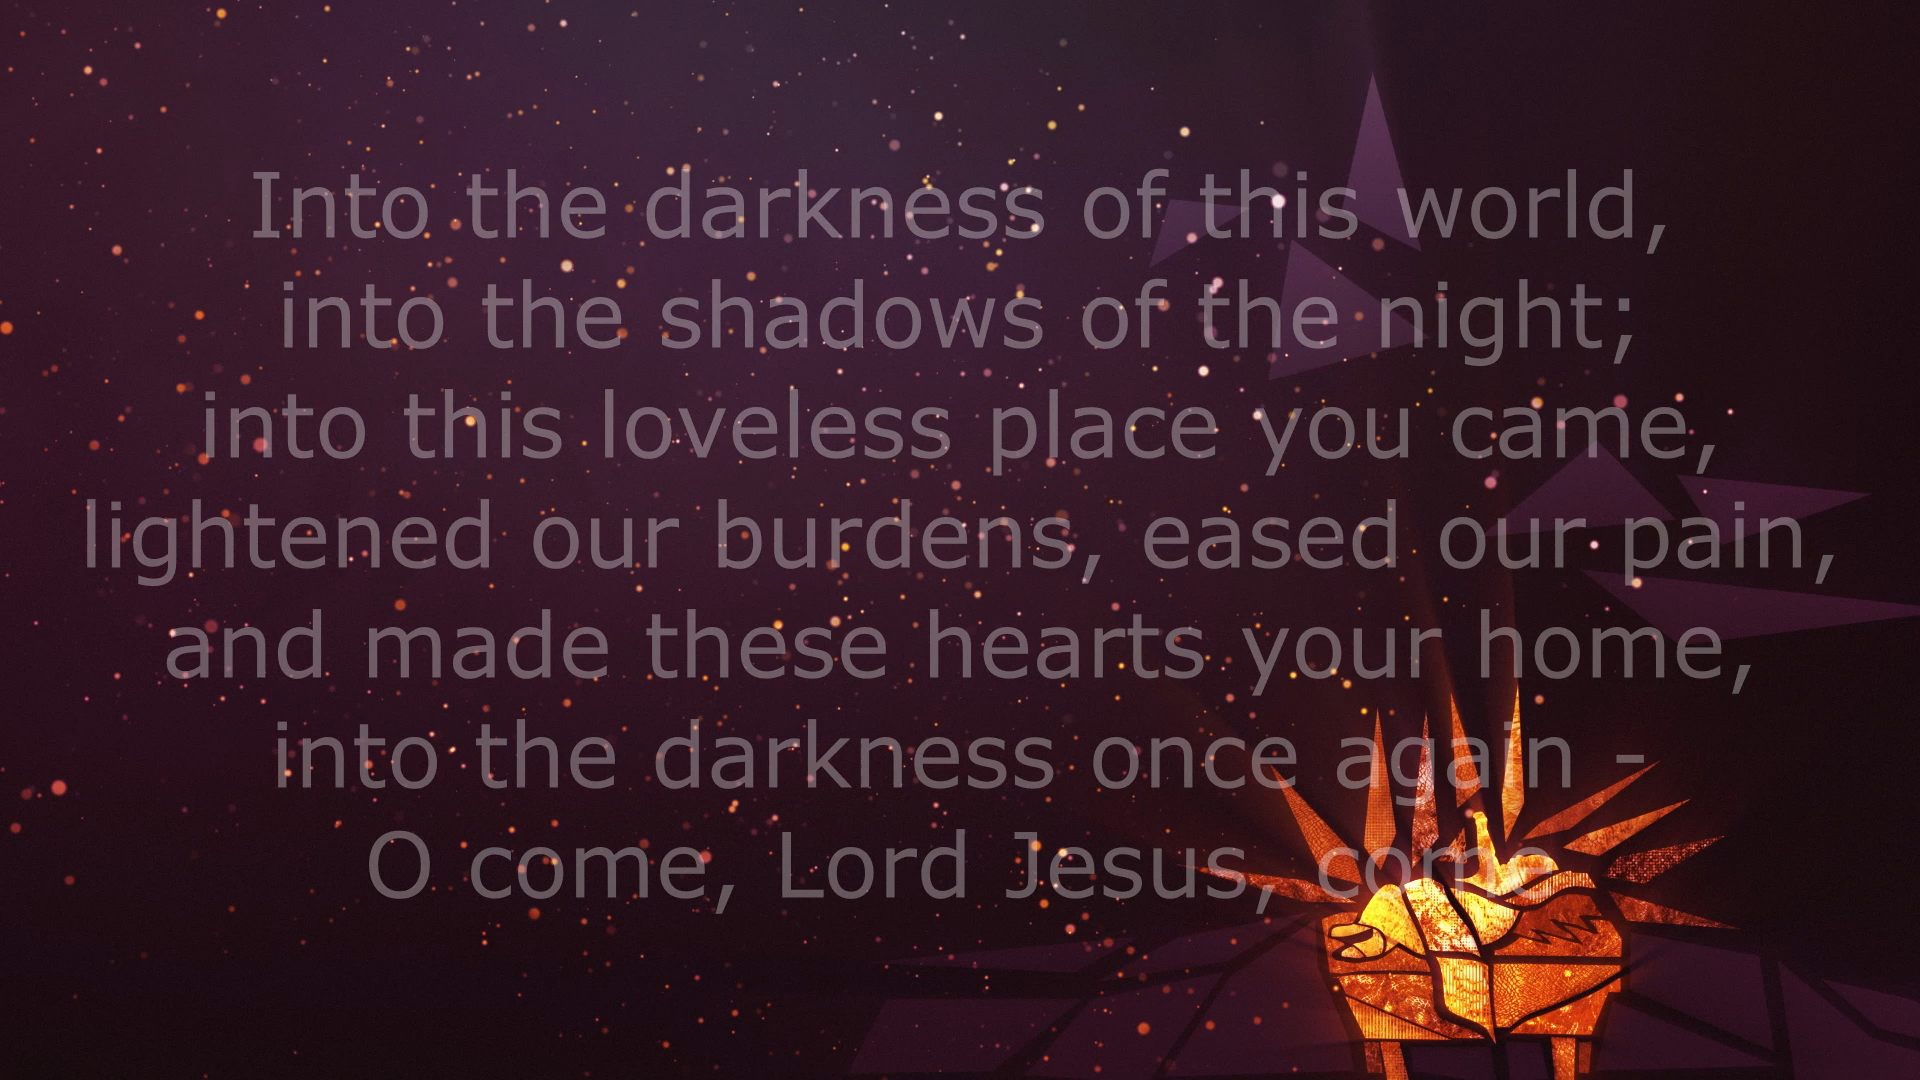 Into the darkness of this world,
into the shadows of the night;
into this loveless place you came,
lightened our burdens, eased our pain,
and made these hearts your home,
into the darkness once again -
O come, Lord Jesus, come